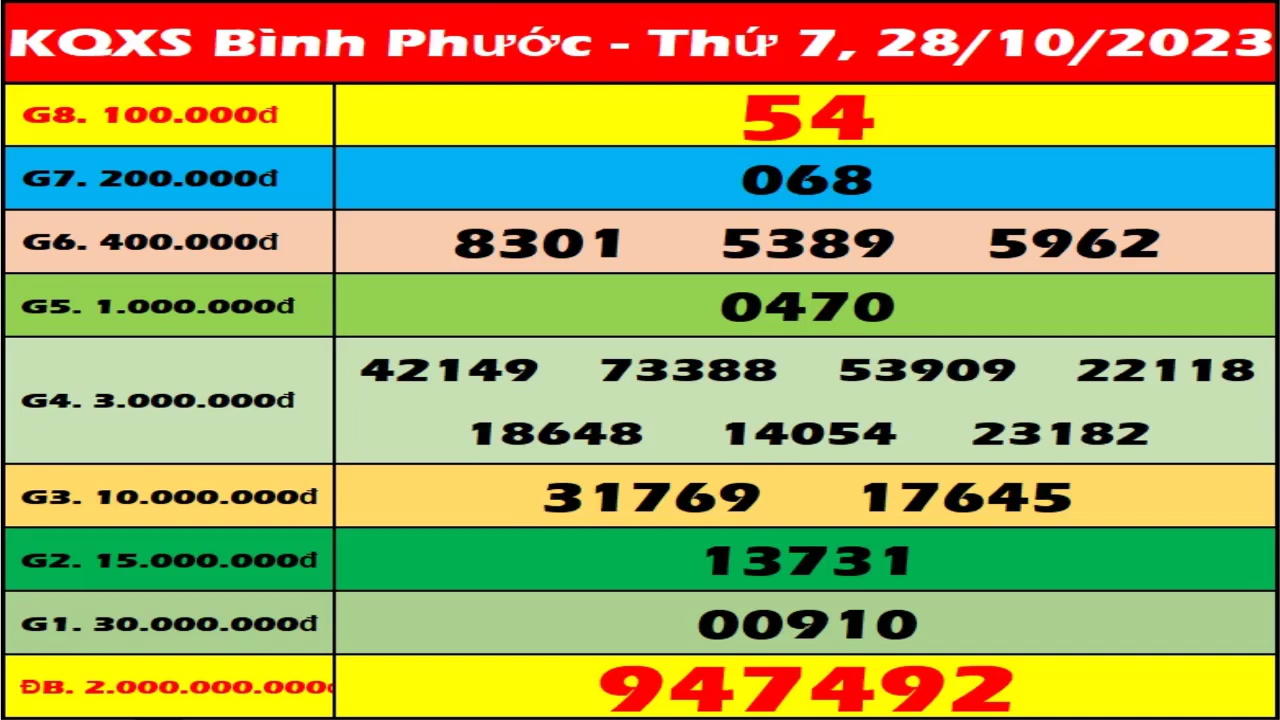 KQXS Bình Phước - Thứ 7, 28/10/2023
G8. 100.000đ 54
G7. 200.000đ 068
G6. 400.000đ 8301 5389 5962
G5. 1.000.000đ 0470
G4. 3.000.000đ 42149 73388 53909 22118
18648 14054 23182
G3. 10.000.000đ 31769 17645
G2. 15.000.000đ 13731
G1. 30.000.000đ 00910
ĐB. 2.000.000.000đ 947492